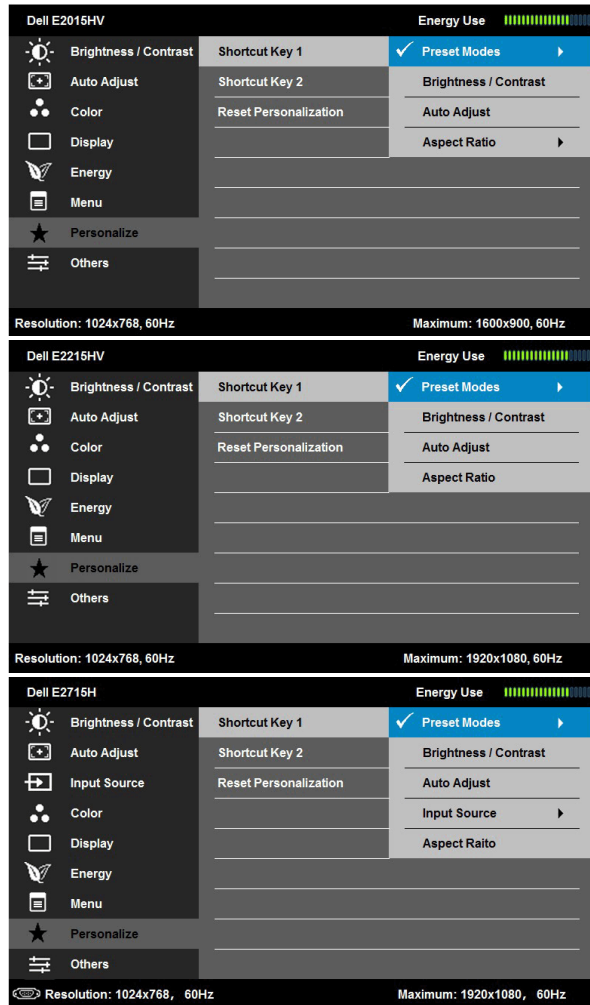 Dell E2015HV Energy Use
Brightness / Contrast Shortcut Key 1 Preset Modes
Auto Adjust Shortcut Key 2 Brightness / Contrast
Color Reset Personalization Auto Adjust
Display Aspect Ratio
Energy
Menu
Personalize
Others
Resolution: 1024x768, 60Hz Maximum: 1600x900, 60Hz
Dell E2215HV Energy Use
Brightness / Contrast Shortcut Key 1 Preset Modes
Auto Adjust Shortcut Key 2 Brightness / Contrast
Color Reset Personalization Auto Adjust
Display Aspect Ratio
Energy
Menu
Personalize
Others
Resolution: 1024x768, 60Hz Maximum: 1920x1080, 60Hz
Dell E2715H Energy Use
Brightness / Contrast Shortcut Key 1 Preset Modes
Auto Adjust Shortcut Key 2 Brightness / Contrast
Input Source Reset Personalization Auto Adjust
Color Input Source
Display Aspect Raito
Energy
Menu
Personalize
Others
Resolution: 1024x768, 60Hz Maximum: 1920x1080, 60Hz